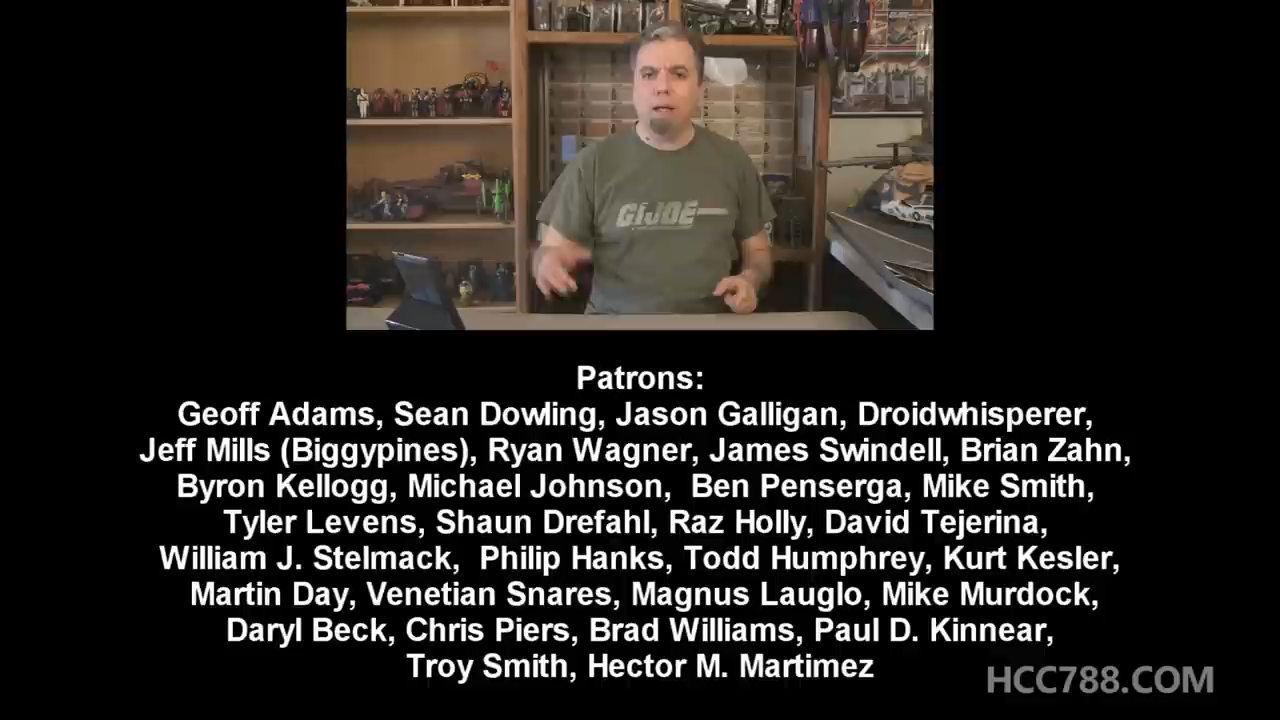 GI JOE
Patrons:
Geoff Adams, Sean Dowling, Jason Galligan, Droidwhisperer,
Jeff Mills (Biggypines), Ryan Wagner, James Swindell, Brian Zahn,
Byron Kellogg, Michael Johnson,  Ben Penserga, Mike Smith,
Tyler Levens, Shaun Drefahl, Raz Holly, David Tejerina,
William J. Stelmack,  Philip Hanks, Todd Humphrey, Kurt Kesler,
Martin Day, Venetian Snares, Magnus Lauglo, Mike Murdock,
Daryl Beck, Chris Piers, Brad Williams, Paul D. Kinnear,
Troy Smith, Hector M. Martimez
HCC788.COM